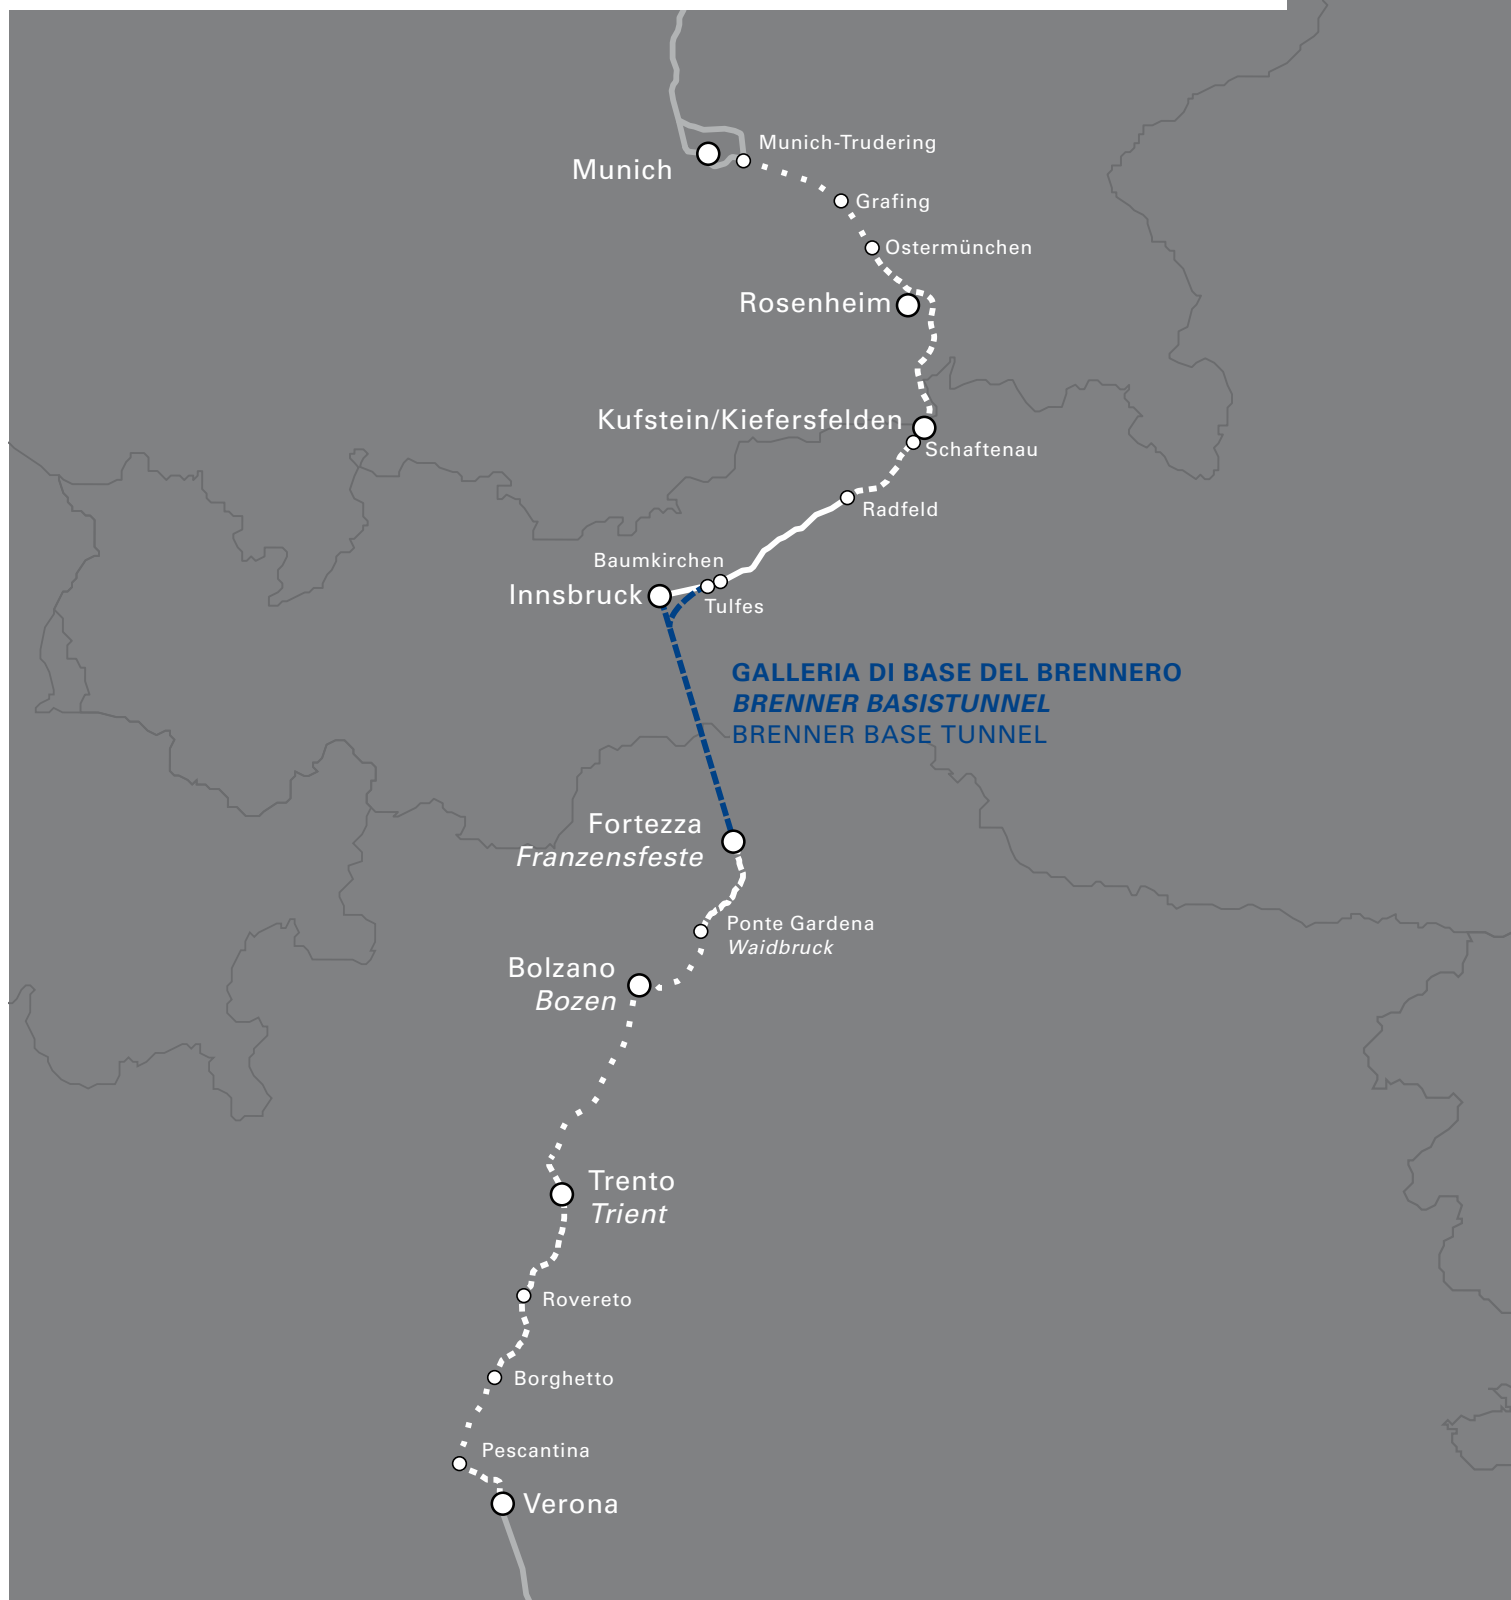 Munich-Trudering
Munich
Grafing
Ostermünchen
Rosenheim
Kufstein/Kiefersfelden
Schaftenau
Radfeld
Baumkirchen
Innsbruck
Tulfes
GALLERIA DI BASE DEL BRENNERO
BRENNER BASISTUNNEL
BRENNER BASE TUNNEL
Fortezza
Franzensfeste
Ponte Gardena
Waidbruck
Bolzano
Bozen
Trento
Trient
Rovereto
Borghetto
Pescantina
Verona